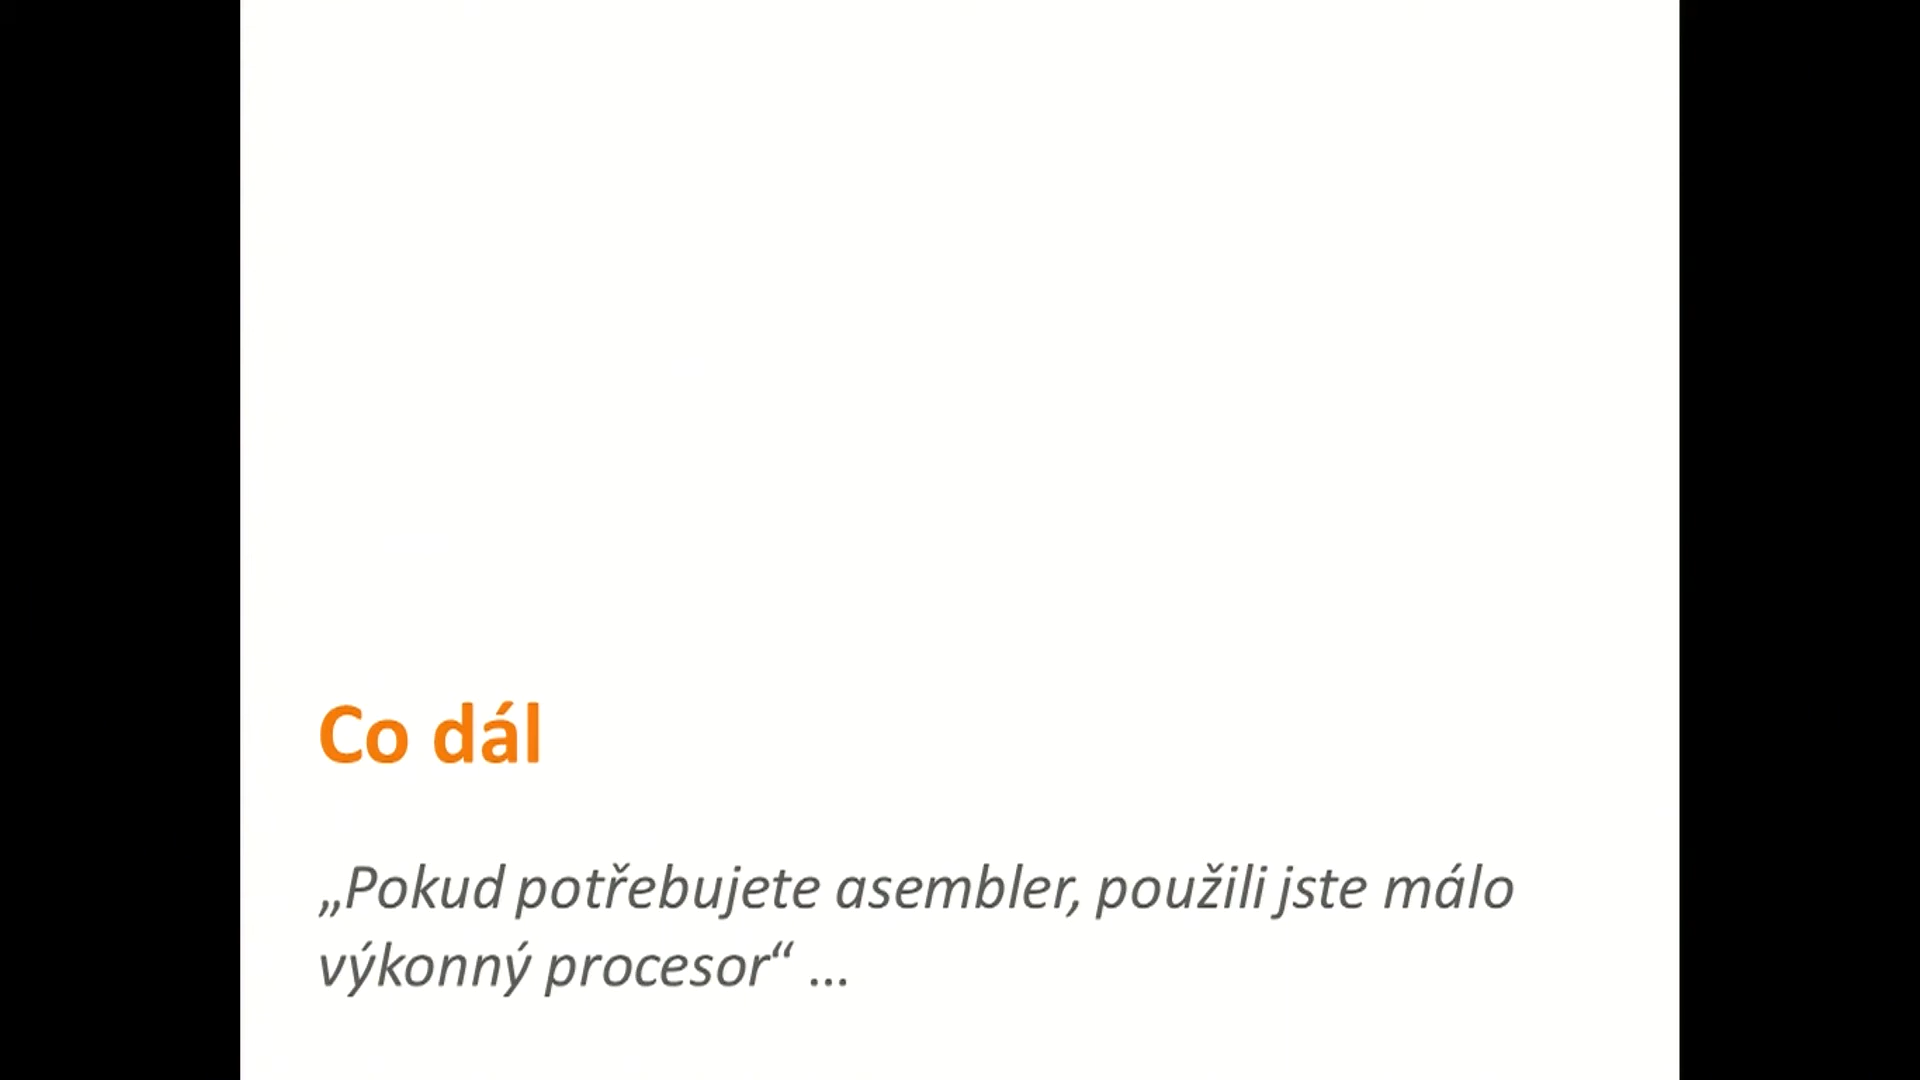 Co dál
„Pokud potřebujete asembler, použili jste málo
výkonný procesor“ ...